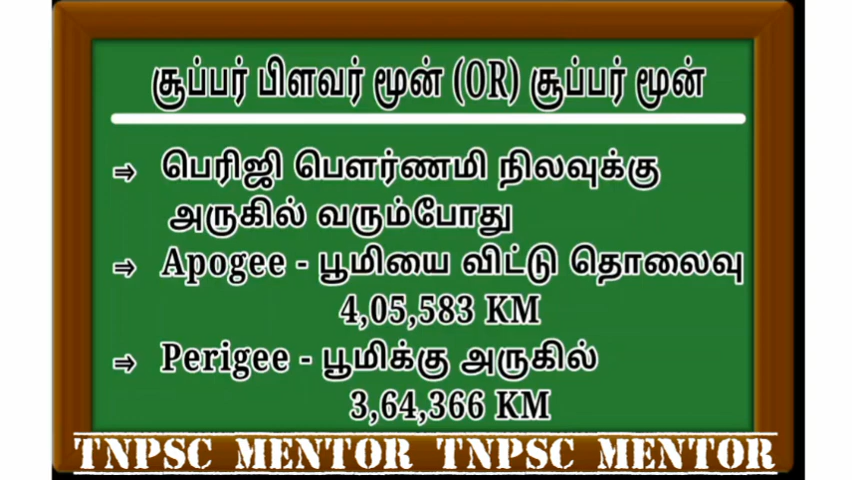 சூப்பர் பிளவர் மூன் (OR) சூப்பர் மூன்
⇒ பெரிஜி பௌர்ணமி நிலவுக்கு
அருகில் வரும்போது
⇒ Apogee - பூமியை விட்டு தொலைவு
4,05,583 KM
⇒ Perigee - பூமிக்கு அருகில்
3,64,366 KM
TNPSC MENTOR TNPSC MENTOR